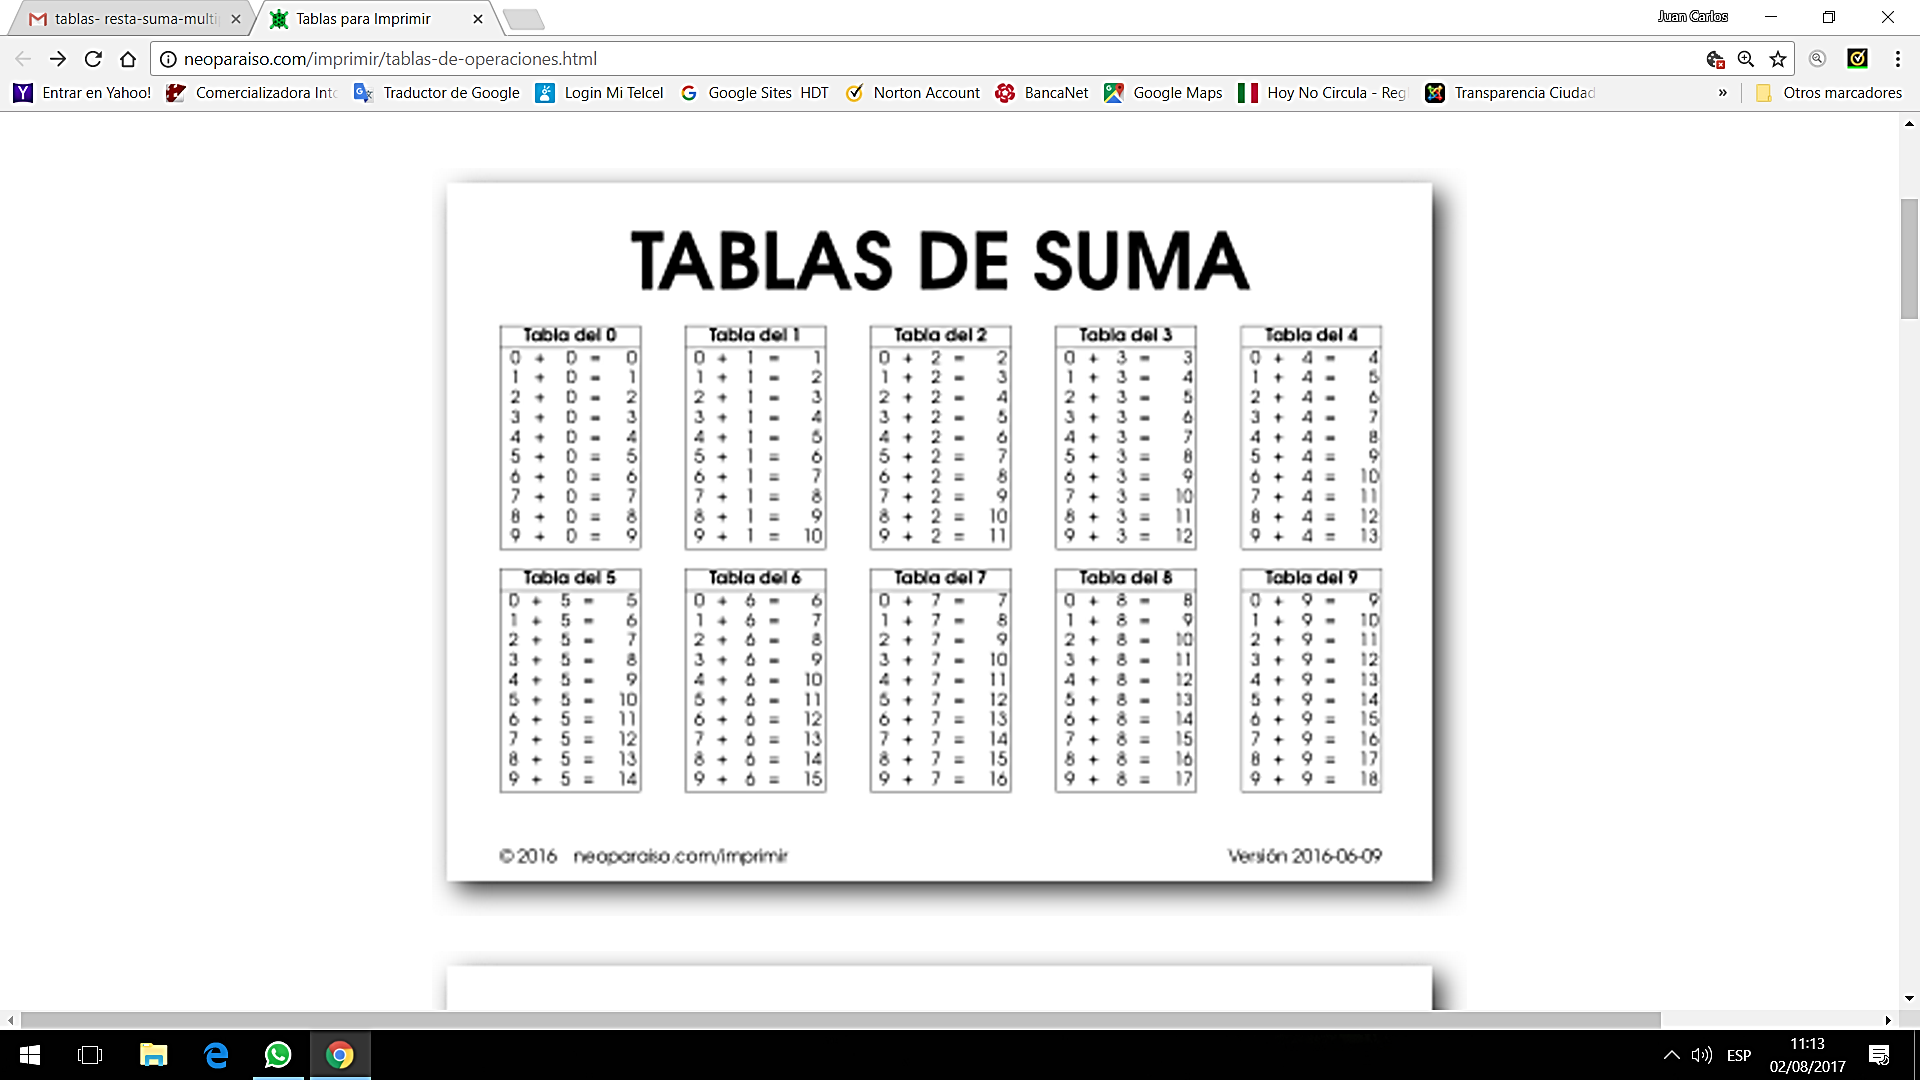 tablas- resta-suma-multi
Tablas para Imprimir
Juan Carlos
neoparaiso.com/imprimir/tablas-de-operaciones.html
Entrar en Yahoo! Comercializadora Into Traductor de Google Login Mi Telcel Google Sites HDT Norton Account BancaNet Google Maps Hoy No Circula - Regl Transparencia Ciudad » Otros marcadores
TABLAS DE SUMA
Tabla del 0 Tabla del 1 Tabla del 2 Tabla del 3 Tabla del 4
0 + 0 = 0 0 + 1 = 1 0 + 2 = 2 0 + 3 = 3 0 + 4 = 4
1 + 0 = 1 1 + 1 = 2 1 + 2 = 3 1 + 3 = 4 1 + 4 = 5
2 + 0 = 2 2 + 1 = 3 2 + 2 = 4 2 + 3 = 5 2 + 4 = 6
3 + 0 = 3 3 + 1 = 4 3 + 2 = 5 3 + 3 = 6 3 + 4 = 7
4 + 0 = 4 4 + 1 = 5 4 + 2 = 6 4 + 3 = 7 4 + 4 = 8
5 + 0 = 5 5 + 1 = 6 5 + 2 = 7 5 + 3 = 8 5 + 4 = 9
6 + 0 = 6 6 + 1 = 7 6 + 2 = 8 6 + 3 = 9 6 + 4 = 10
7 + 0 = 7 7 + 1 = 8 7 + 2 = 9 7 + 3 = 10 7 + 4 = 11
8 + 0 = 8 8 + 1 = 9 8 + 2 = 10 8 + 3 = 11 8 + 4 = 12
9 + 0 = 9 9 + 1 = 10 9 + 2 = 11 9 + 3 = 12 9 + 4 = 13
Tabla del 5 Tabla del 6 Tabla del 7 Tabla del 8 Tabla del 9
0 + 5 = 5 0 + 6 = 6 0 + 7 = 7 0 + 8 = 8 0 + 9 = 9
1 + 5 = 6 1 + 6 = 7 1 + 7 = 8 1 + 8 = 9 1 + 9 = 10
2 + 5 = 7 2 + 6 = 8 2 + 7 = 9 2 + 8 = 10 2 + 9 = 11
3 + 5 = 8 3 + 6 = 9 3 + 7 = 10 3 + 8 = 11 3 + 9 = 12
4 + 5 = 9 4 + 6 = 10 4 + 7 = 11 4 + 8 = 12 4 + 9 = 13
5 + 5 = 10 5 + 6 = 11 5 + 7 = 12 5 + 8 = 13 5 + 9 = 14
6 + 5 = 11 6 + 6 = 12 6 + 7 = 13 6 + 8 = 14 6 + 9 = 15
7 + 5 = 12 7 + 6 = 13 7 + 7 = 14 7 + 8 = 15 7 + 9 = 16
8 + 5 = 13 8 + 6 = 14 8 + 7 = 15 8 + 8 = 16 8 + 9 = 17
9 + 5 = 14 9 + 6 = 15 9 + 7 = 16 9 + 8 = 17 9 + 9 = 18
© 2016 neoparaiso.com/imprimir Versión 2016-06-09
ESP
11:13
02/08/2017